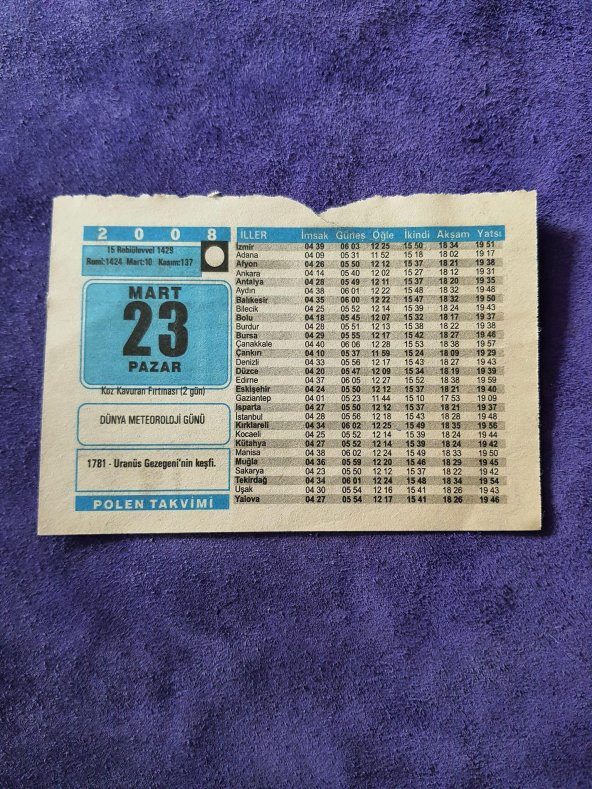 2 0 0 8
15 Rebiülevvel 1429
Rumi:1424 Mart:10 Kasım:137
MART
23
PAZAR
Koz Kavuran Fırtması (2 gün)
DÜNYA METEOROLOJİ GÜNÜ
1781 - Uranüs Gezegeni'nin keşfi.
POLEN TAKVİMİ
İLLER İmsak Güneş Öğle İkindi Akşam Yatsı
İzmir 04 39 06 03 12 25 15 50 18 34 19 51
Adana 04 09 05 31 11 52 15 18 18 02 19 17
Afyon 04 26 05 50 12 12 15 37 18 21 19 38
Ankara 04 14 05 40 12 02 15 27 18 12 19 31
Antalya 04 28 05 49 12 11 15 37 18 20 19 35
Aydın 04 38 06 01 12 22 15 48 18 32 19 48
Balıkesir 04 35 06 00 12 22 15 47 18 32 19 50
Bilecik 04 25 05 52 12 14 15 39 18 24 19 43
Bolu 04 18 05 45 12 07 15 32 18 17 19 37
Burdur 04 28 05 51 12 13 15 38 18 22 19 38
Bursa 04 29 05 55 12 17 15 42 18 27 19 46
Çanakkale 04 40 06 06 12 28 15 53 18 38 19 57
Çankırı 04 10 05 37 11 59 15 24 18 09 19 29
Denizli 04 33 05 56 12 17 15 43 18 27 19 43
Düzce 04 20 05 47 12 09 15 34 18 19 19 39
Edirne 04 37 06 05 12 27 15 52 18 38 19 59
Eskişehir 04 24 05 50 12 12 15 37 18 21 19 40
Gaziantep 04 01 05 23 11 44 15 10 17 53 19 09
Isparta 04 27 05 50 12 12 15 37 18 21 19 37
İstanbul 04 28 05 56 12 18 15 43 18 28 19 48
Kırklareli 04 34 06 02 12 25 15 49 18 35 19 56
Kocaeli 04 25 05 52 12 14 15 39 18 24 19 44
Kütahya 04 27 05 52 12 14 15 39 18 24 19 42
Manisa 04 38 06 02 12 24 15 49 18 33 19 50
Muğla 04 36 05 59 12 20 15 46 18 29 19 45
Sakarya 04 23 05 50 12 12 15 37 18 22 19 42
Tekirdağ 04 34 06 01 12 24 15 48 18 34 19 54
Uşak 04 30 05 54 12 16 15 41 18 26 19 43
Yalova 04 27 05 54 12 17 15 41 18 26 19 46